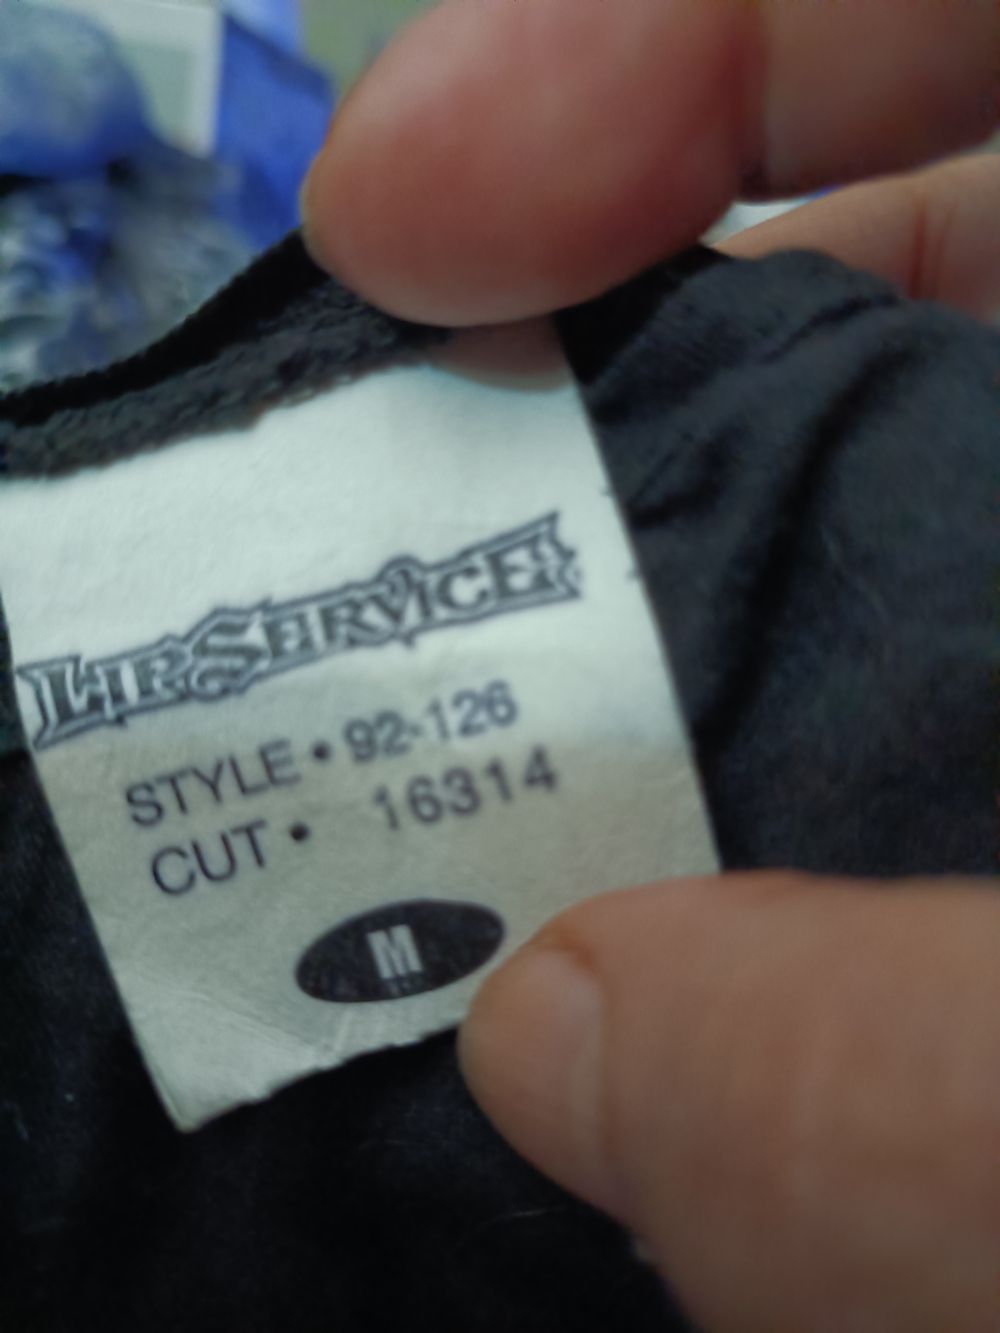 LIP SERVICE
STYLE • 92-126
CUT • 16314
M